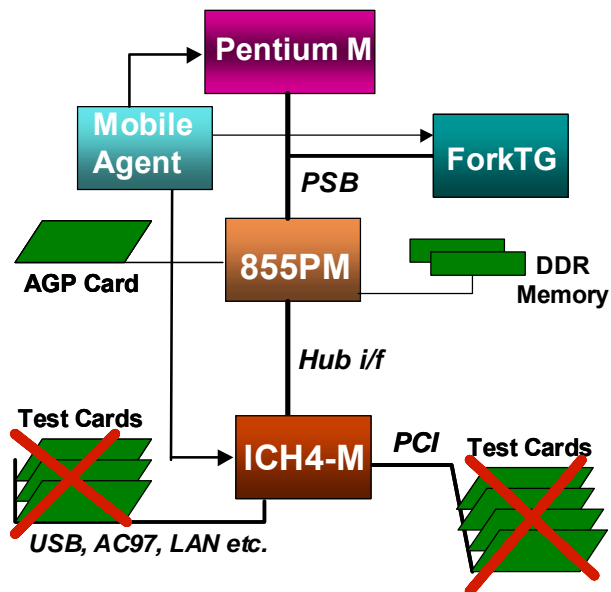 Pentium M
Mobile
Agent
ForkTG
PSB
855PM
AGP Card
DDR
Memory
Hub i/f
Test Cards
ICH4-M
PCI
Test Cards
USB, AC97, LAN etc.